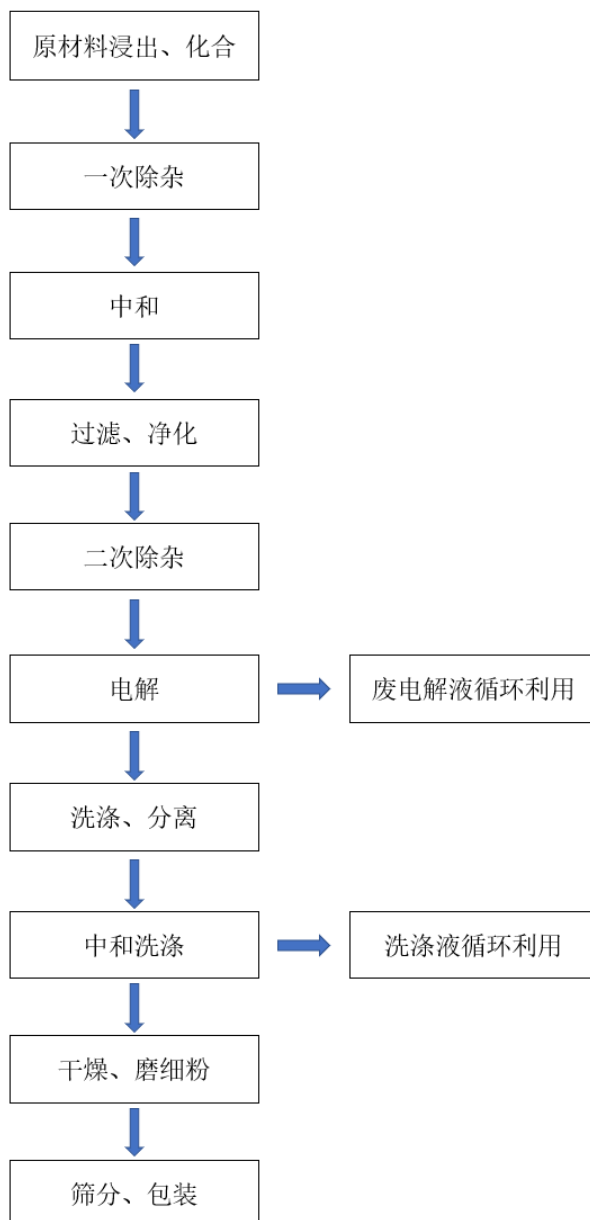 原材料浸出、化合
一次除杂
中和
过滤、净化
二次除杂
电解
废电解液循环利用
洗涤、分离
中和洗涤
洗涤液循环利用
干燥、磨细粉
筛分、包装